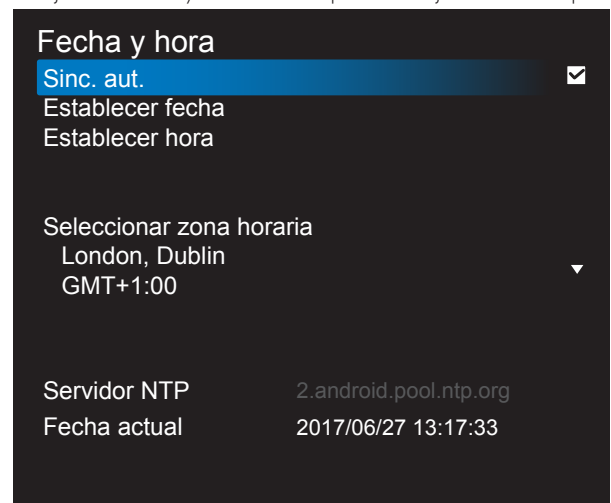 Fecha y hora
Sinc. aut.
Establecer fecha
Establecer hora
Seleccionar zona horaria
London, Dublin
GMT+1:00
Servidor NTP 2.android.pool.ntp.org
Fecha actual 2017/06/27 13:17:33